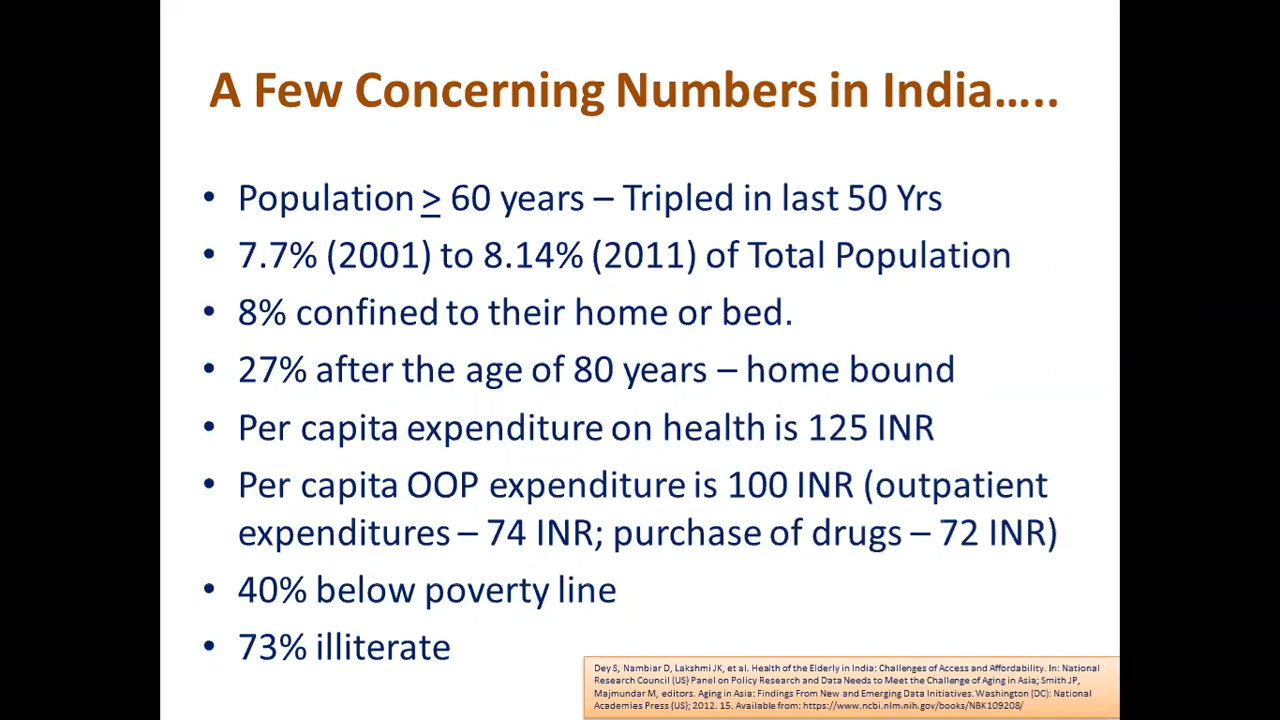 A Few Concerning Numbers in India…..
• Population ≥ 60 years – Tripled in last 50 Yrs
• 7.7% (2001) to 8.14% (2011) of Total Population
• 8% confined to their home or bed.
• 27% after the age of 80 years – home bound
• Per capita expenditure on health is 125 INR
• Per capita OOP expenditure is 100 INR (outpatient
expenditures – 74 INR; purchase of drugs – 72 INR)
• 40% below poverty line
• 73% illiterate
Dey S, Nambiar D, Lakshmi JK, et al. Health of the Elderly in India: Challenges of Access and Affordability. In: National
Research Council (US) Panel on Policy Research and Data Needs to Meet the Challenge of Aging in Asia; Smith JP,
Majmundar M, editors. Aging in Asia: Findings From New and Emerging Data Initiatives. Washington (DC): National
Academies Press (US); 2012. 15. Available from: https://www.ncbi.nlm.nih.gov/books/NBK109208/